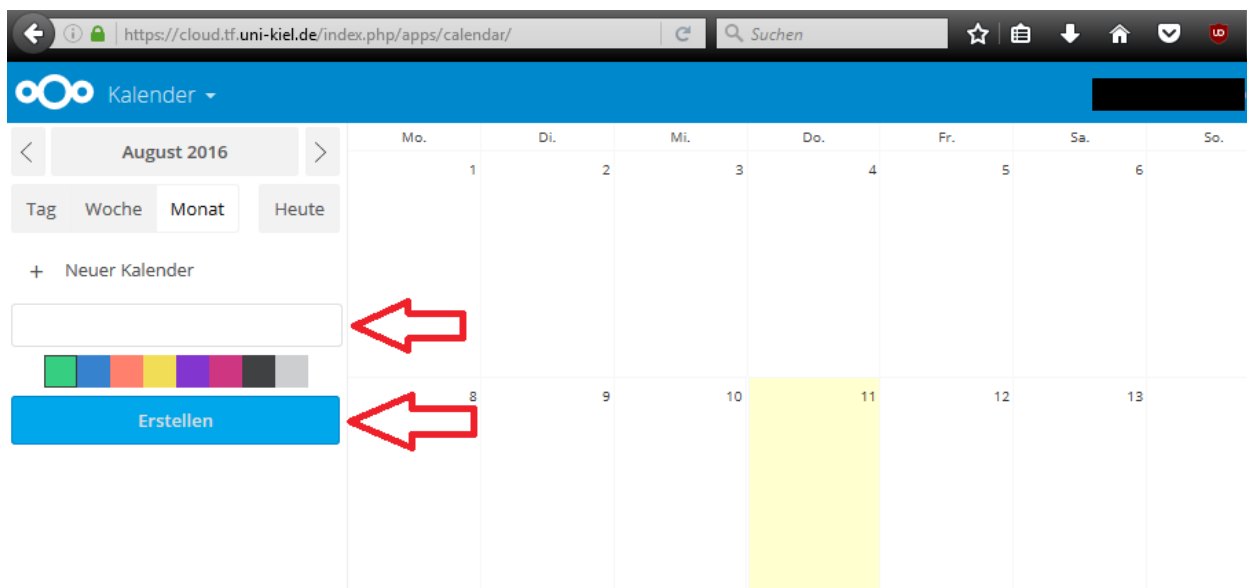 https://cloud.tf.uni-kiel.de/index.php/apps/calendar/
Suchen
Kalender
August 2016
Tag Woche Monat Heute
+ Neuer Kalender
Erstellen
Mo. Di. Mi. Do. Fr. Sa. So.
1 2 3 4 5 6
8 9 10 11 12 13